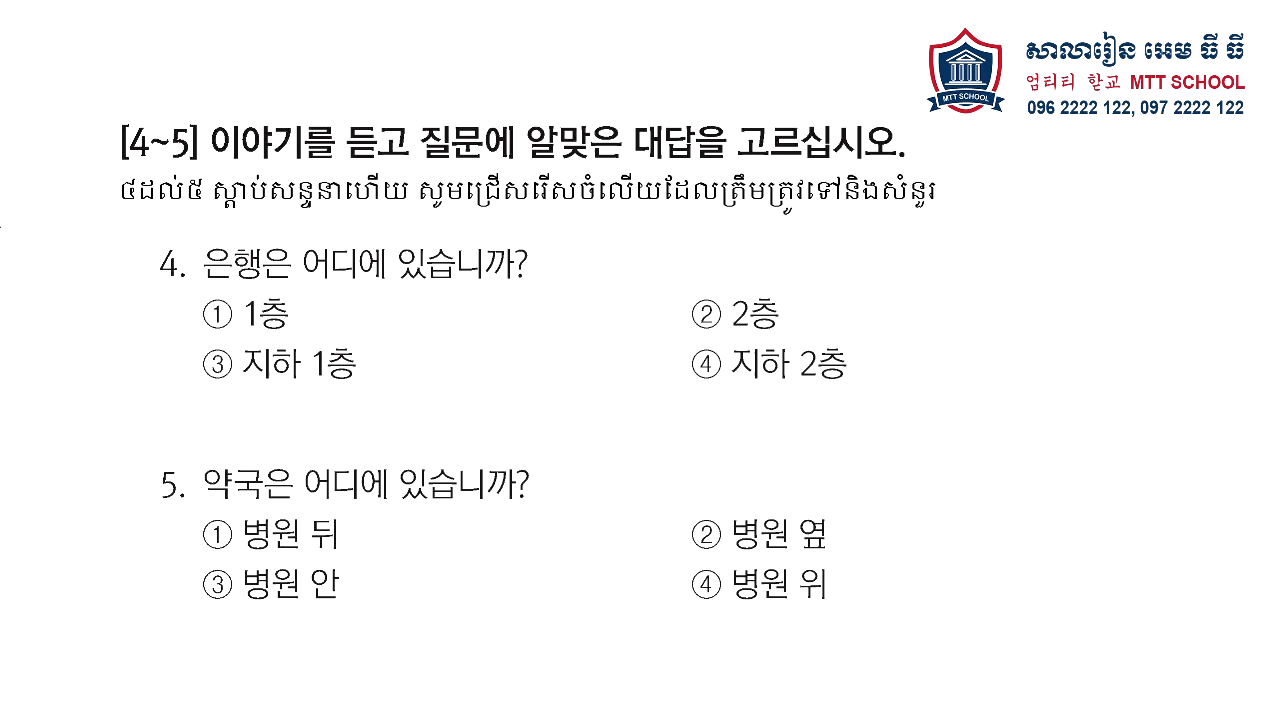 សាលារៀន អេម ធី ធី
엄티티 학교 MTT SCHOOL
096 2222 122, 097 2222 122
MTT SCHOOL
[4~5] 이야기를 듣고 질문에 알맞은 대답을 고르십시오.
៤ដល់៥ ស្តាប់សន្ទនាហើយ សូមជ្រើសរើសចំលើយដែលត្រឹមត្រូវទៅនិងសំនួរ
4. 은행은 어디에 있습니까?
① 1층 ② 2층
③ 지하 1층 ④ 지하 2층
5. 약국은 어디에 있습니까?
① 병원 뒤 ② 병원 옆
③ 병원 안 ④ 병원 위